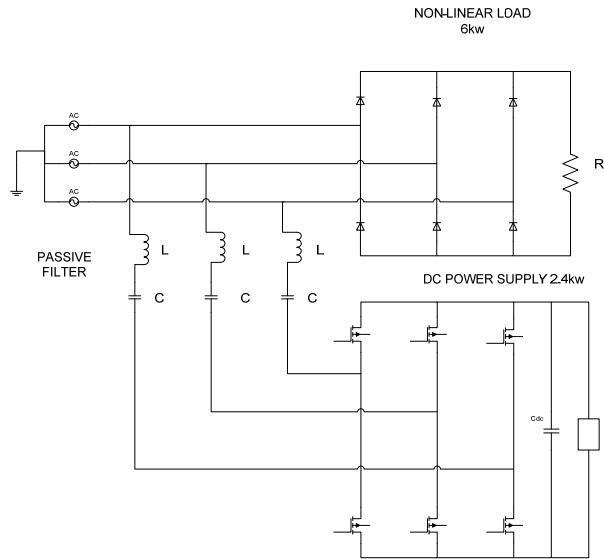 NON-LINEAR LOAD
6kw
AC
AC
AC
R
PASSIVE
FILTER
L
L
L
C
C
C
DC POWER SUPPLY 2.4kw
Cdc